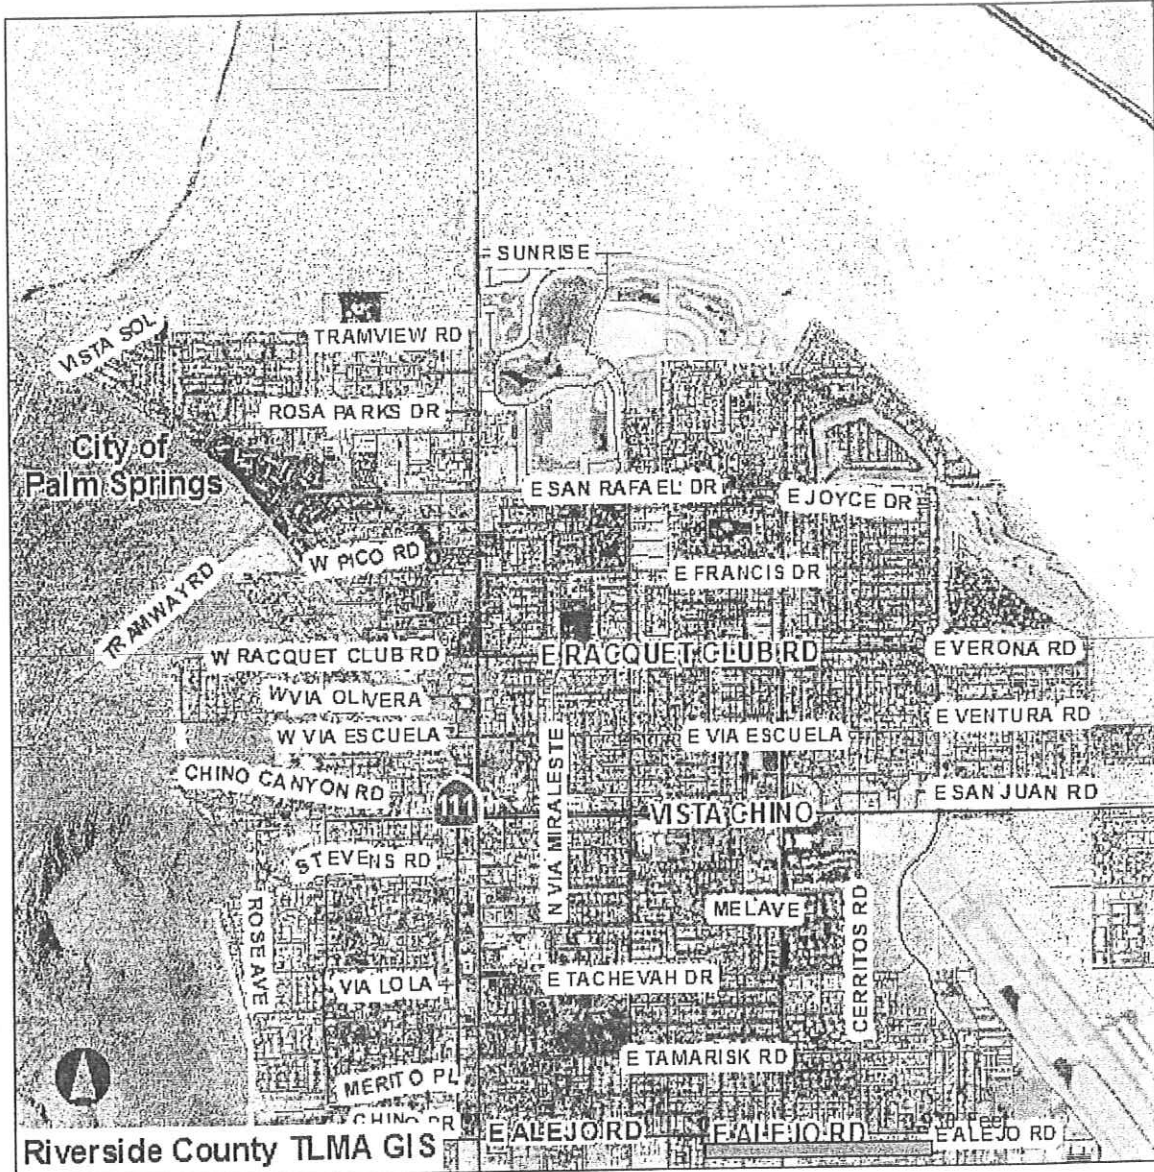 SUNRISE
VISTA SOL
TRAMVIEW RD
ROSA PARKS DR
City of
Palm Springs
E SAN RAFAEL DR
E JOYCE DR
W PICO RD
E FRANCIS DR
TRAMWAY RD
W RACQUET CLUB RD
E RACQUET CLUB RD
E VERONA RD
W VIA OLIVERA
E VENTURA RD
W VIA ESCUELA
E VIA ESCUELA
N VIA MIRALESTE
CHINO CANYON RD
E SAN JUAN RD
111
VISTA CHINO
STEVENS RD
MEL AVE
ROSE AVE
CERRITOS RD
VIA LOLA
E TACHEVAH DR
E TAMARISK RD
MERITO PL
CHINO DR
E ALEJO RD
E ALEJO RD
E ALEJO RD
Riverside County TLMA GIS